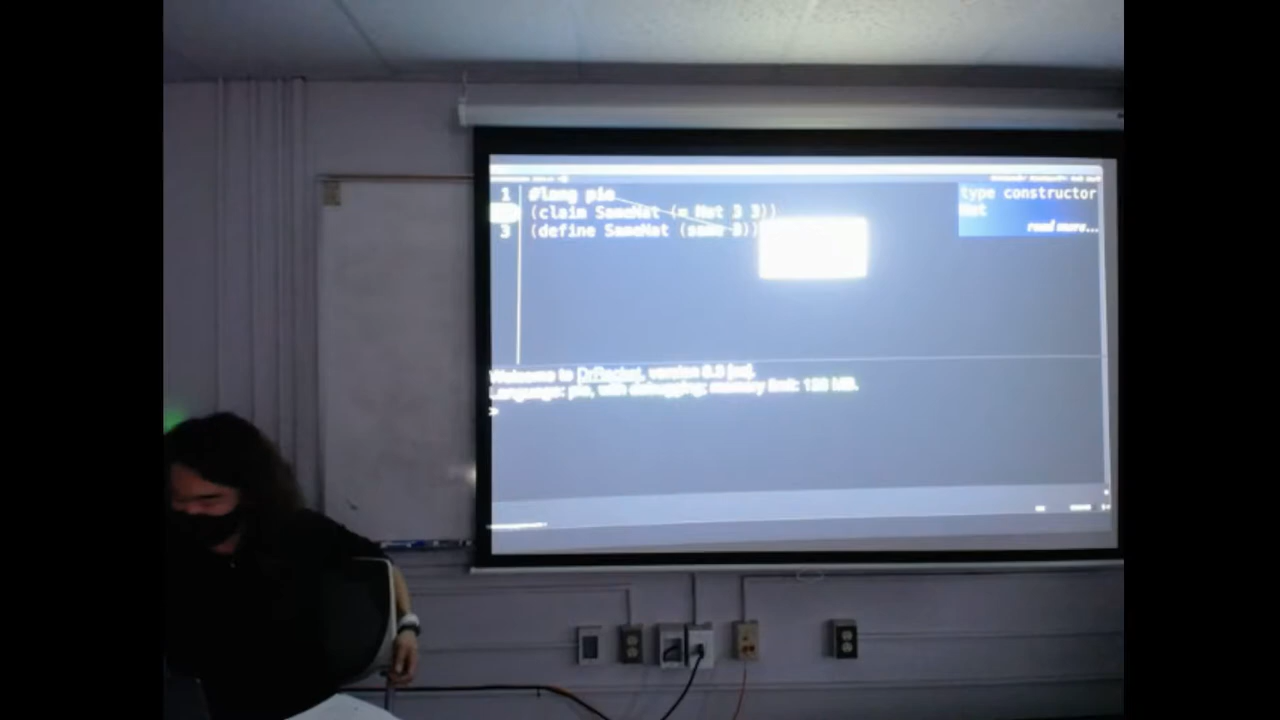 1 #lang pie
(claim SameNat (= Nat 3 3))
3 (define SameNat (same 3))
type constructor
Nat
read more...
Welcome to DrRacket, version
Language: pie, with debugging; memory limit: 128 MB.
>